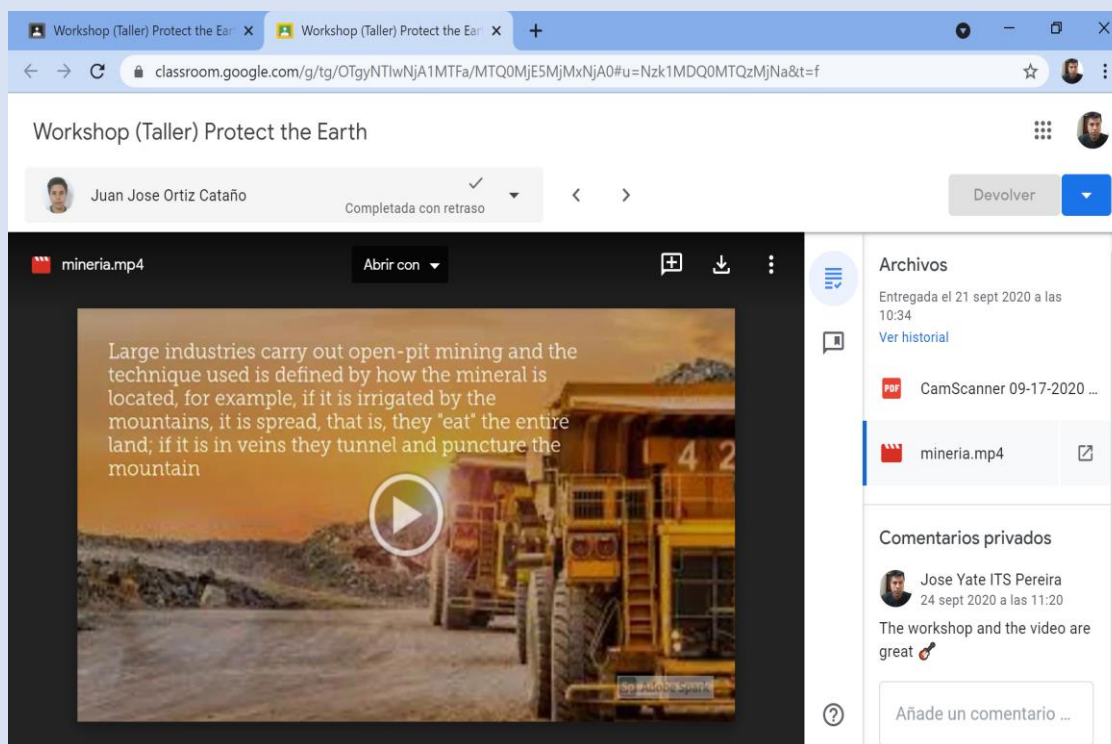 Workshop (Taller) Protect the Ear
Workshop (Taller) Protect the Ear
classroom.google.com/g/tg/OTgyNTIwNjA1MTFa/MTQ0MjE5MjMxNjA0#u=Nzk1MDQ0MTQzMjNa&t=f
Workshop (Taller) Protect the Earth
Juan Jose Ortiz Cataño
Completada con retraso
Devolver
mineria.mp4
Abrir con
Large industries carry out open-pit mining and the
technique used is defined by how the mineral is
located, for example, if it is irrigated by the
mountains, it is spread, that is, they "eat" the entire
land; if it is in veins they tunnel and puncture the
mountain
42
Sp Adobe Spark
Archivos
Entregada el 21 sept 2020 a las
10:34
Ver historial
PDF CamScanner 09-17-2020 ...
mineria.mp4
Comentarios privados
Jose Yate ITS Pereira
24 sept 2020 a las 11:20
The workshop and the video are
great
Añade un comentario ...